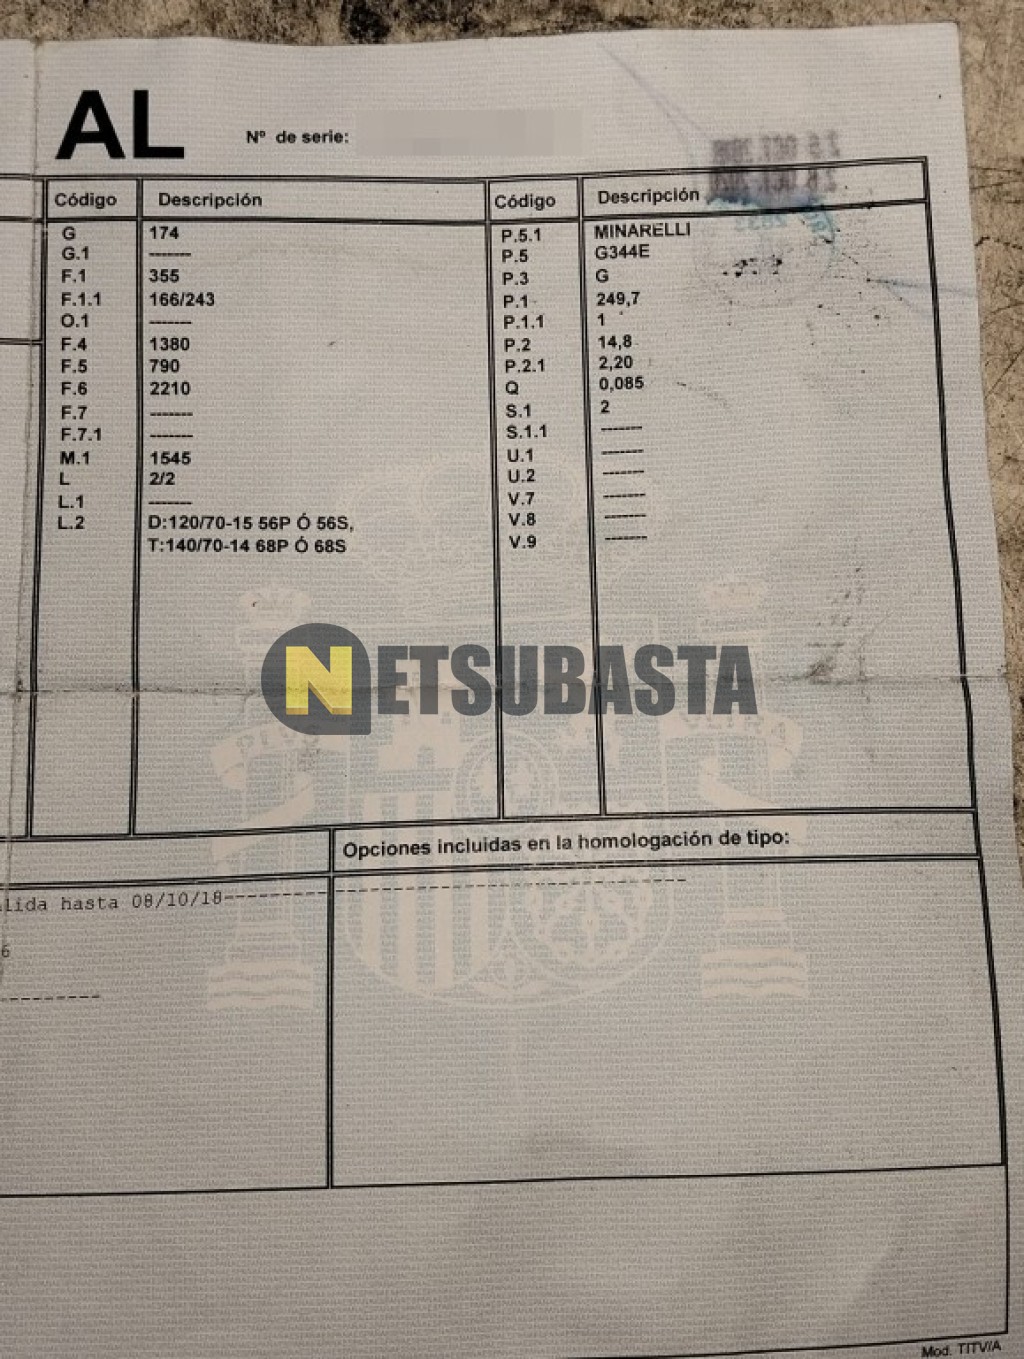 AL
Nº de serie:
25 OCT 2016
Código Descripción Código Descripción
G 174 P.5.1 MINARELLI
G.1 ------- P.5 G344E
F.1 355 P.3 G
F.1.1 166/243 P.1 249,7
O.1 ------- P.1.1 1
F.4 1380 P.2 14,8
F.5 790 P.2.1 2,20
F.6 2210 Q 0,085
F.7 ------- S.1 2
F.7.1 ------- S.1.1 -------
M.1 1545 U.1 -------
L 2/2 U.2 -------
L.1 ------- V.7 -------
L.2 D:120/70-15 56P Ó 56S, V.8 -------
T:140/70-14 68P Ó 68S V.9 -------
NETSUBASTA
Opciones incluidas en la homologación de tipo:
hasta 08/10/18
6
Mod. TITV/A